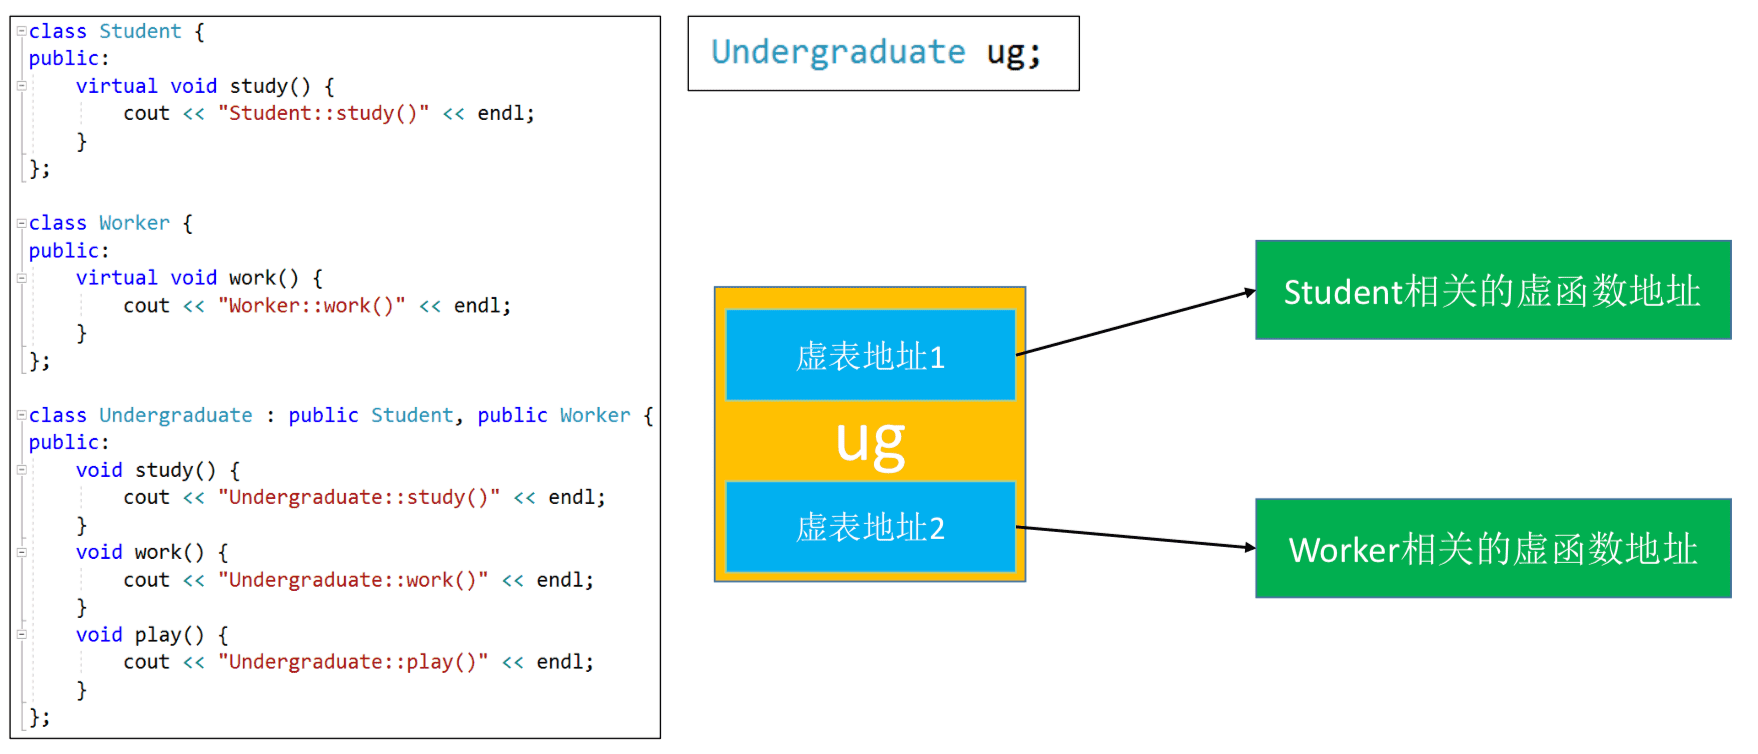 class Student {
public:
    virtual void study() {
        cout << "Student::study()" << endl;
    }
};
class Worker {
public:
    virtual void work() {
        cout << "Worker::work()" << endl;
    }
};
class Undergraduate : public Student, public Worker {
public:
    void study() {
        cout << "Undergraduate::study()" << endl;
    }
    void work() {
        cout << "Undergraduate::work()" << endl;
    }
    void play() {
        cout << "Undergraduate::play()" << endl;
    }
};
Undergraduate ug;
虚表地址1
ug
虚表地址2
Student相关的虚函数地址
Worker相关的虚函数地址